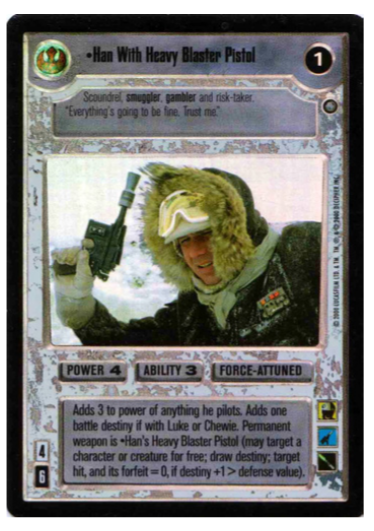 •Han With Heavy Blaster Pistol
1
Scoundrel, smuggler, gambler and risk-taker.
"Everything's going to be fine. Trust me."
POWER 4
ABILITY 3
FORCE-ATTUNED
Adds 3 to power of anything he pilots. Adds one
battle destiny if with Luke or Chewie. Permanent
weapon is •Han's Heavy Blaster Pistol (may target a
character or creature for free; draw destiny; target
hit, and its forfeit = 0, if destiny +1 > defense value).
4
6